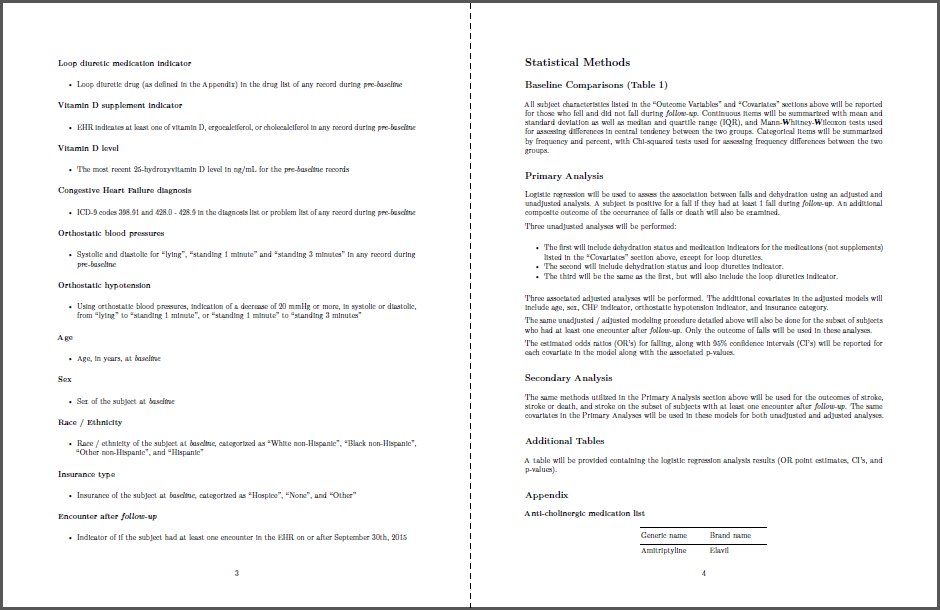 Loop diuretic medication indicator
• Loop diuretic drug (as defined in the Appendix) in the drug list of any record during pre-baseline
Vitamin D supplement indicator
• EHR indicates at least one of vitamin D, ergocalciferol, or cholecalciferol in any record during pre-baseline
Vitamin D level
• The most recent 25-hydroxyvitamin D level in ng/mL for the pre-baseline records
Congestive Heart Failure diagnosis
• ICD-9 codes 398.91 and 428.0 - 428.9 in the diagnosis list or problem list of any record during pre-baseline
Orthostatic blood pressures
• Systolic and diastolic for “lying”, “standing 1 minute” and “standing 3 minutes” in any record during
pre-baseline
Orthostatic hypotension
• Using orthostatic blood pressures, indication of a decrease of 20 mmHg or more, in systolic or diastolic,
from “lying” to “standing 1 minute”, or “standing 1 minute” to “standing 3 minutes”
Age
• Age, in years, at baseline
Sex
• Sex of the subject at baseline
Race / Ethnicity
• Race / ethnicity of the subject at baseline, categorized as “White non-Hispanic”, “Black non-Hispanic”,
“Other non-Hispanic”, and “Hispanic”
Insurance type
• Insurance of the subject at baseline, categorized as “Hospice”, “None”, and “Other”
Encounter after follow-up
• Indicator of if the subject had at least one encounter in the EHR on or after September 30th, 2015
3
Statistical Methods
Baseline Comparisons (Table 1)
All subject characteristics listed in the “Outcome Variables” and “Covariates” sections above will be reported
for those who fell and did not fall during follow-up. Continuous items will be summarized with mean and
standard deviation as well as median and quartile range (IQR), and Mann-Whitney-Wilcoxon tests used
for assessing differences in central tendency between the two groups. Categorical items will be summarized
by frequency and percent, with Chi-squared tests used for assessing frequency differences between the two
groups.
Primary Analysis
Logistic regression will be used to assess the association between falls and dehydration using an adjusted and
unadjusted analysis. A subject is positive for a fall if they had at least 1 fall during follow-up. An additional
composite outcome of the occurrance of falls or death will also be examined.
Three unadjusted analyses will be performed:
• The first will include dehydration status and medication indicators for the medications (not supplements)
listed in the “Covariates” section above, except for loop diuretics.
• The second will include dehydration status and loop diuretics indicator.
• The third will be the same as the first, but will also include the loop diuretics indicator.
Three associated adjusted analyses will be performed. The additional covariates in the adjusted models will
include age, sex, CHF indicator, orthostatic hypotension indicator, and insurance category.
The same unadjusted / adjusted modeling procedure detailed above will also be done for the subset of subjects
who had at least one encounter after follow-up. Only the outcome of falls will be used in these analyses.
The estimated odds ratios (OR’s) for falling, along with 95% confidence intervals (CI’s) will be reported for
each covariate in the model along with the associated p-values.
Secondary Analysis
The same methods utilized in the Primary Analysis section above will be used for the outcomes of stroke,
stroke or death, and stroke on the subset of subjects with at least one encounter after follow-up. The same
covariates in the Primary Analysis will be used in these models for both unadjusted and adjusted analyses.
Additional Tables
A table will be provided containing the logistic regression analysis results (OR point estimates, CI’s, and
p-values).
Appendix
Anti-cholinergic medication list
Generic name Brand name
Amitriptyline Elavil
4